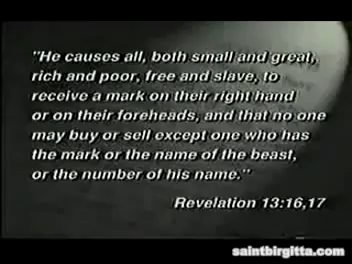 "He causes all, both small and great,
rich and poor, free and slave, to
receive a mark on their right hand
or on their foreheads, and that no one
may buy or sell except one who has
the mark or the name of the beast,
or the number of his name."
Revelation 13:16,17
saintbirgitta.com